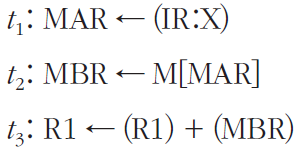 t₁: MAR ← (IR:X)
t₂: MBR ← M[MAR]
t₃: R1 ← (R1) + (MBR)